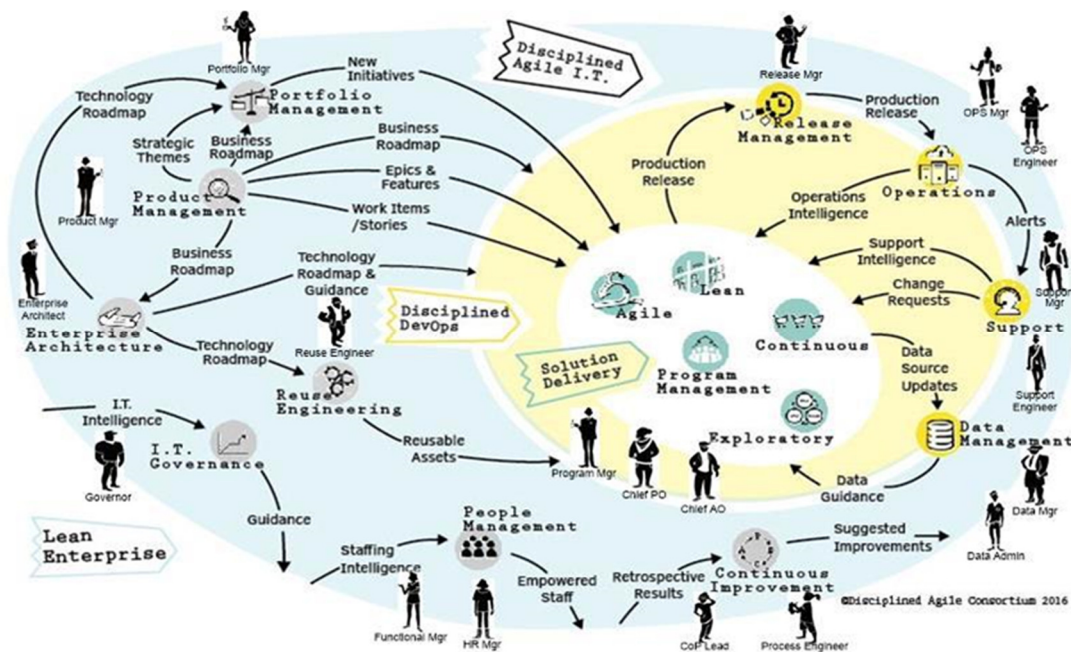 Portfolio Mgr
Technology
Roadmap
New
Initiatives
Portfolio
Management
Strategic
Themes
Business
Roadmap
Business
Roadmap
Epics &
Features
Work Items
/Stories
Product
Management
Product Mgr
Business
Roadmap
Enterprise
Architect
Enterprise
Architecture
Technology
Roadmap &
Guidance
Technology
Roadmap
Reuse Engineer
Reuse
Engineering
Reusable
Assets
Disciplined
Agile I.T.
Disciplined
DevOps
Solution
Delivery
Lean
Enterprise
Release Mgr
Release
Management
Production
Release
Production
Release
OPS Mgr
OPS
Engineer
Operations
Operations
Intelligence
Alerts
Support
Intelligence
Change
Requests
Support
Mgr
Support
Support
Engineer
Agile
Lean
Continuous
Program
Management
Exploratory
Data
Source
Updates
Data
Management
Data
Guidance
Data Mgr
Data Admin
Program Mgr
Chief PO
Chief AO
I.T.
Intelligence
I.T.
Governance
Governor
Guidance
Staffing
Intelligence
People
Management
Functional Mgr
HR Mgr
Empowered
Staff
Retrospective
Results
Continuous
Improvement
CoP Lead
Process Engineer
Suggested
Improvements
©Disciplined Agile Consortium 2016